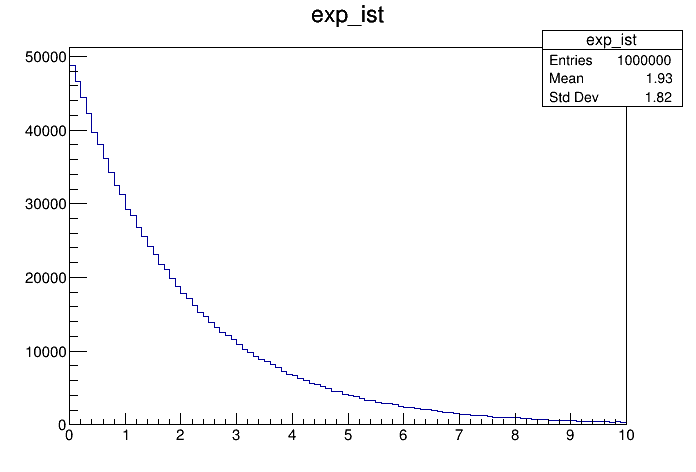 exp_ist
exp_ist
Entries 1000000
Mean 1.93
Std Dev 1.82
50000
40000
30000
20000
10000
0
0 1 2 3 4 5 6 7 8 9 10